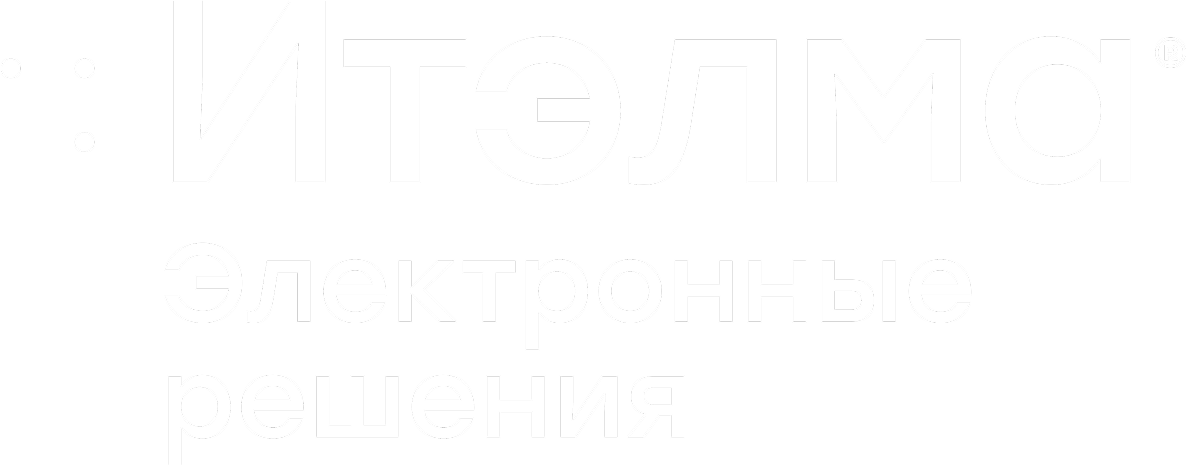 Итэлма®
Электронные
решения